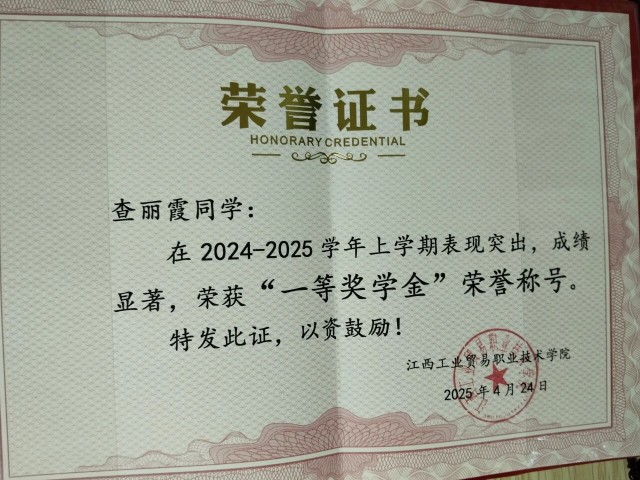 荣誉证书
HONORARY CREDENTIAL
查丽霞同学：
在 2024-2025 学年上学期表现突出，成绩
显著，荣获“一等奖学金”荣誉称号。
特发此证，以资鼓励！
江西工业贸易职业技术学院
2025 年 4 月 24 日